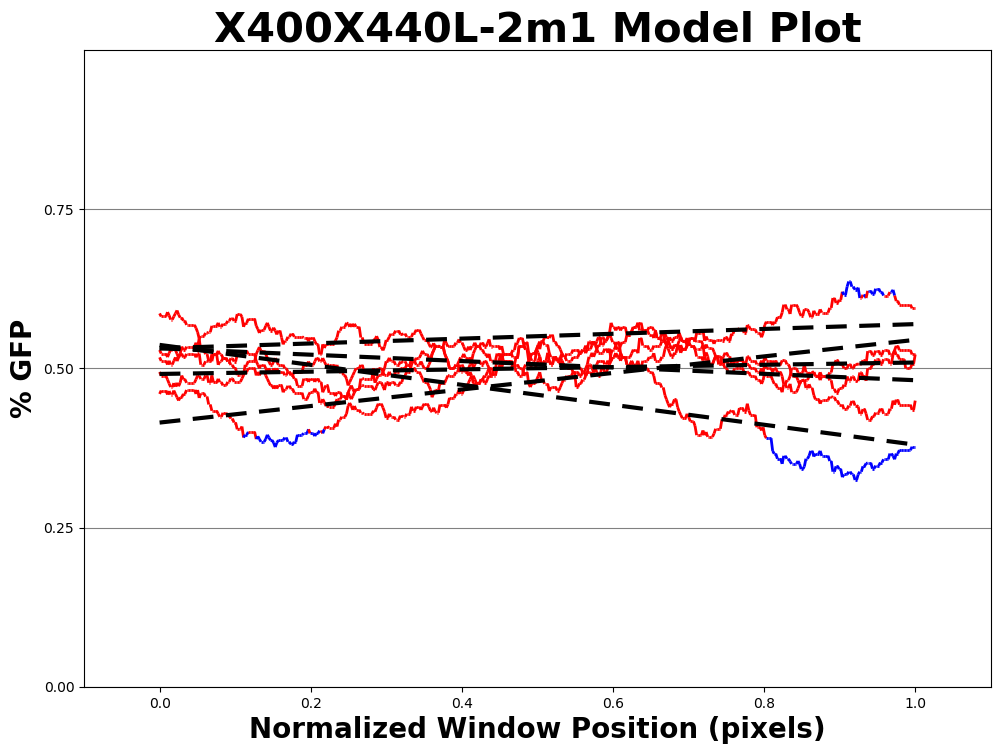 X400X440L-2m1 Model Plot
% GFP
0.75
0.50
0.25
0.00
0.0 0.2 0.4 0.6 0.8 1.0
Normalized Window Position (pixels)